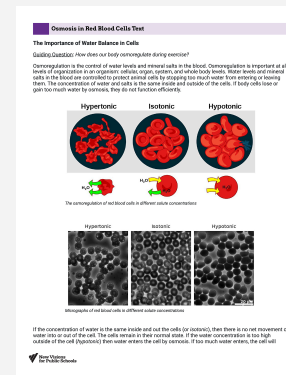 Osmosis in Red Blood Cells Text
The Importance of Water Balance in Cells
Guiding Question: How does our body osmoregulate during exercise?
Osmoregulation is the control of water levels and mineral salts in the blood. Osmoregulation is important at al
levels of organization in an organism: cellular, organ, system, and whole body levels. Water levels and mineral
salts in the blood are controlled to protect animal cells by stopping too much water from entering or leaving
them. The concentration of water and salts is the same inside and outside of the cells. If body cells lose or
gain too much water by osmosis, they do not function efficiently.
Hypertonic Isotonic Hypotonic
H₂O H₂O H₂O
The osmoregulation of red blood cells in different solute concentrations
Hypertonic Isotonic Hypotonic
Micrographs of red blood cells in different solute concentrations
If the concentration of water is the same inside and out the cells (or isotonic), then there is no net movement o
water into or out of the cell. The cells remain in their normal state. If the water concentration is too high
outside of the cell (hypotonic) then water enters the cell by osmosis. If too much water enters, the cell will
New Visions
for Public Schools